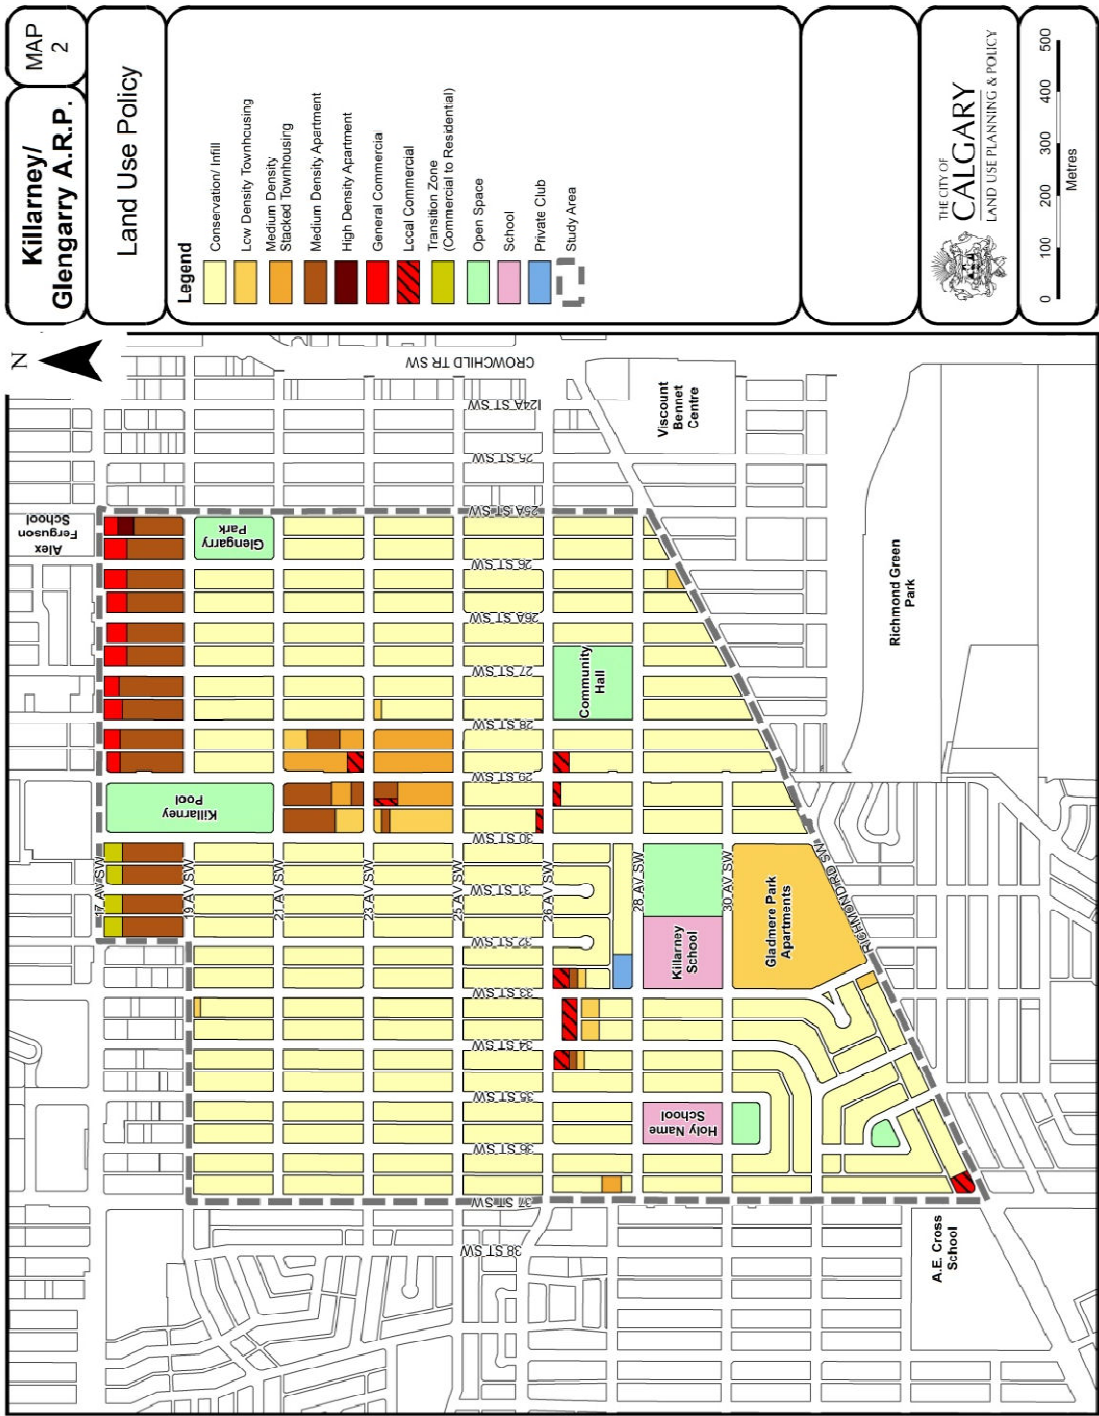 Killarney/
Glengarry A.R.P.
MAP
2
Land Use Policy
Legend
Conservation/ Infill
Low Density Townhousing
Medium Density
Stacked Townhousing
Medium Density Apartment
High Density Apartment
General Commercial
Local Commercial
Transition Zone
(Commercial to Residential)
Open Space
School
Private Club
Study Area
THE CITY OF
CALGARY
LAND USE PLANNING & POLICY
0 100 200 300 400 500
Metres
N
CROWCHILD TR SW
24A ST SW
25 ST SW
25A ST SW
26 ST SW
26A ST SW
27 ST SW
28 ST SW
29 ST SW
30 ST SW
31 ST SW
32 ST SW
33 ST SW
34 ST SW
35 ST SW
36 ST SW
37 ST SW
38 ST SW
17 AV SW
19 AV SW
21 AV SW
23 AV SW
25 AV SW
26 AV SW
28 AV SW
30 AV SW
RICHMOND RD SW
Alex
Ferguson
School
Glengarry
Park
Killarney
Pool
Community
Hall
Viscount
Bennet
Centre
Richmond Green
Park
Killarney
School
Gladmere Park
Apartments
Holy Name
School
A.E. Cross
School